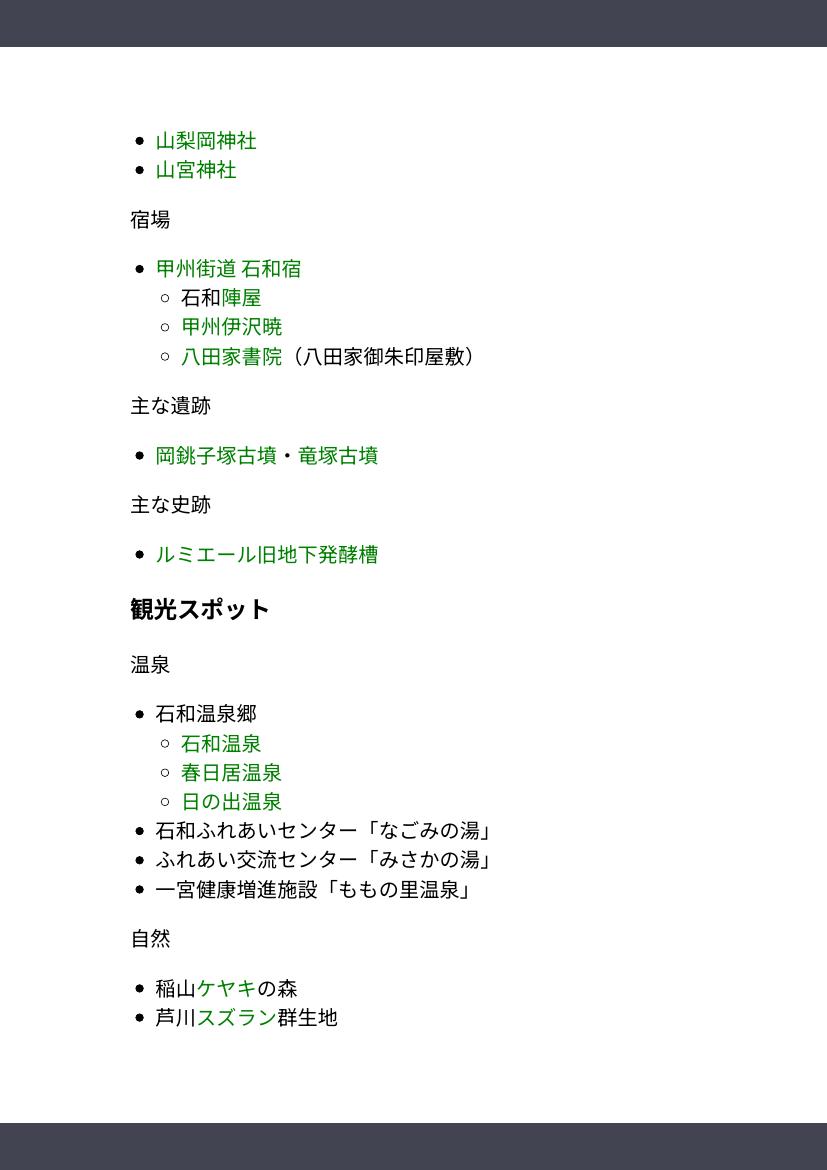 山梨岡神社
山宮神社
宿場
甲州街道 石和宿
石和陣屋
甲州伊沢暁
八田家書院（八田家御朱印屋敷）
主な遺跡
岡銚子塚古墳・竜塚古墳
主な史跡
ルミエール旧地下発酵槽
観光スポット
温泉
石和温泉郷
石和温泉
春日居温泉
日の出温泉
石和ふれあいセンター「なごみの湯」
ふれあい交流センター「みさかの湯」
一宮健康増進施設「ももの里温泉」
自然
稲山ケヤキの森
芦川スズラン群生地